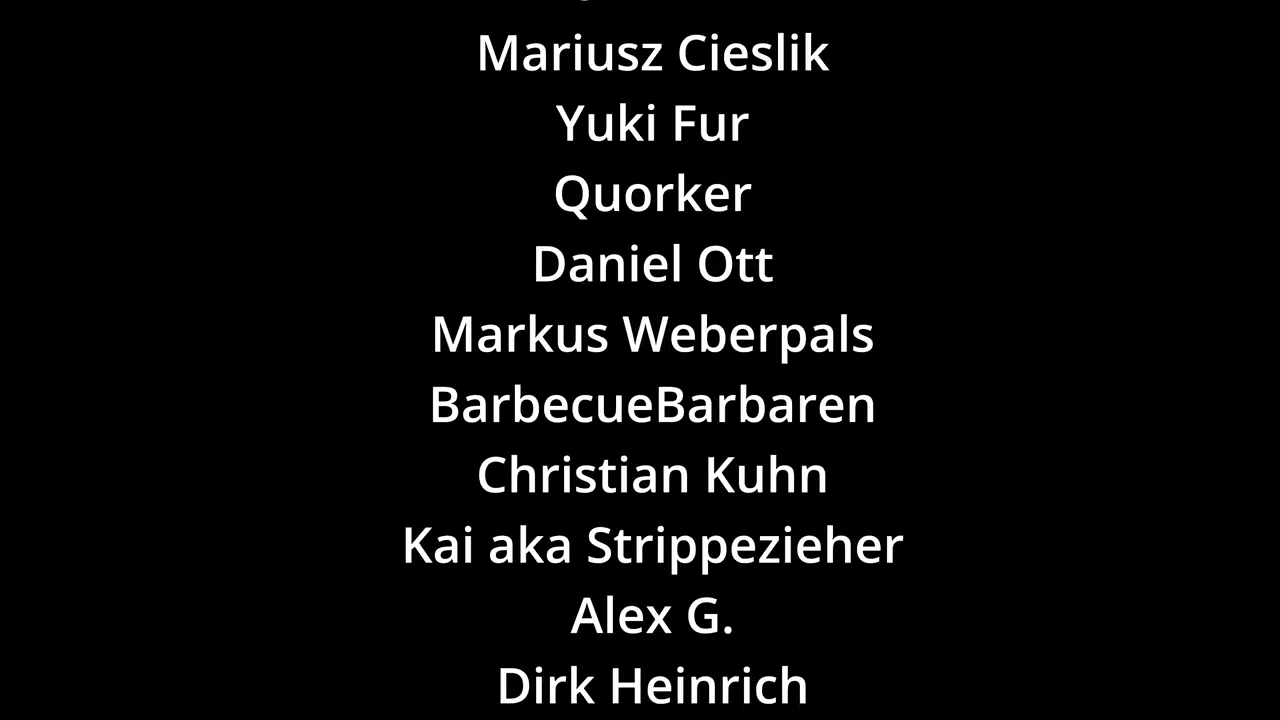 Mariusz Cieslik
Yuki Fur
Quorker
Daniel Ott
Markus Weberpals
BarbecueBarbaren
Christian Kuhn
Kai aka Strippezieher
Alex G.
Dirk Heinrich